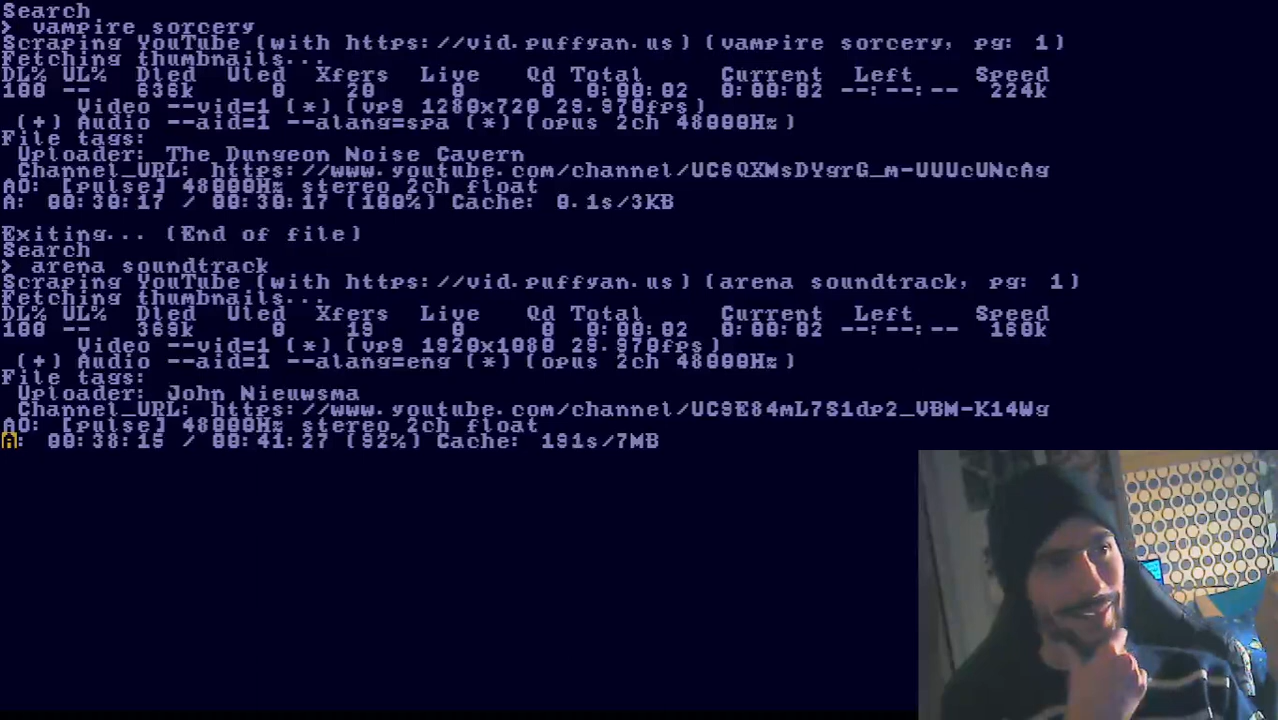 Search
> vampire sorcery
Scraping YouTube (with https://vid.puffyan.us) (vampire sorcery, pg: 1)
Fetching thumbnails...
DL% UL% Dled Uled Xfers Live Qd Total Current Left Speed
100 -- 636k 0 20 0 0 0:00:02 0:00:02 --:--:-- 224k
Video --vid=1 (*) (vp9 1280x720 29.970fps)
(+) Audio --aid=1 --alang=spa (*) (opus 2ch 48000Hz)
File tags:
Uploader: The Dungeon Noise Cavern
Channel_URL: https://www.youtube.com/channel/UC6QXMsDYgrG_m-UUUcUNcAg
AO: [pulse] 48000Hz stereo 2ch float
A: 00:30:17 / 00:30:17 (100%) Cache: 0.1s/3KB
Exiting... (End of file)
Search
> arena soundtrack
Scraping YouTube (with https://vid.puffyan.us) (arena soundtrack, pg: 1)
Fetching thumbnails...
DL% UL% Dled Uled Xfers Live Qd Total Current Left Speed
100 -- 369k 0 19 0 0 0:00:02 0:00:02 --:--:-- 160k
Video --vid=1 (*) (vp9 1920x1080 29.970fps)
(+) Audio --aid=1 --alang=eng (*) (opus 2ch 48000Hz)
File tags:
Uploader: John Nieuwsma
Channel_URL: https://www.youtube.com/channel/UC9E84mL7S1dp2_VBM-K14Wg
AO: [pulse] 48000Hz stereo 2ch float
A: 00:38:15 / 00:41:27 (92%) Cache: 191s/7MB